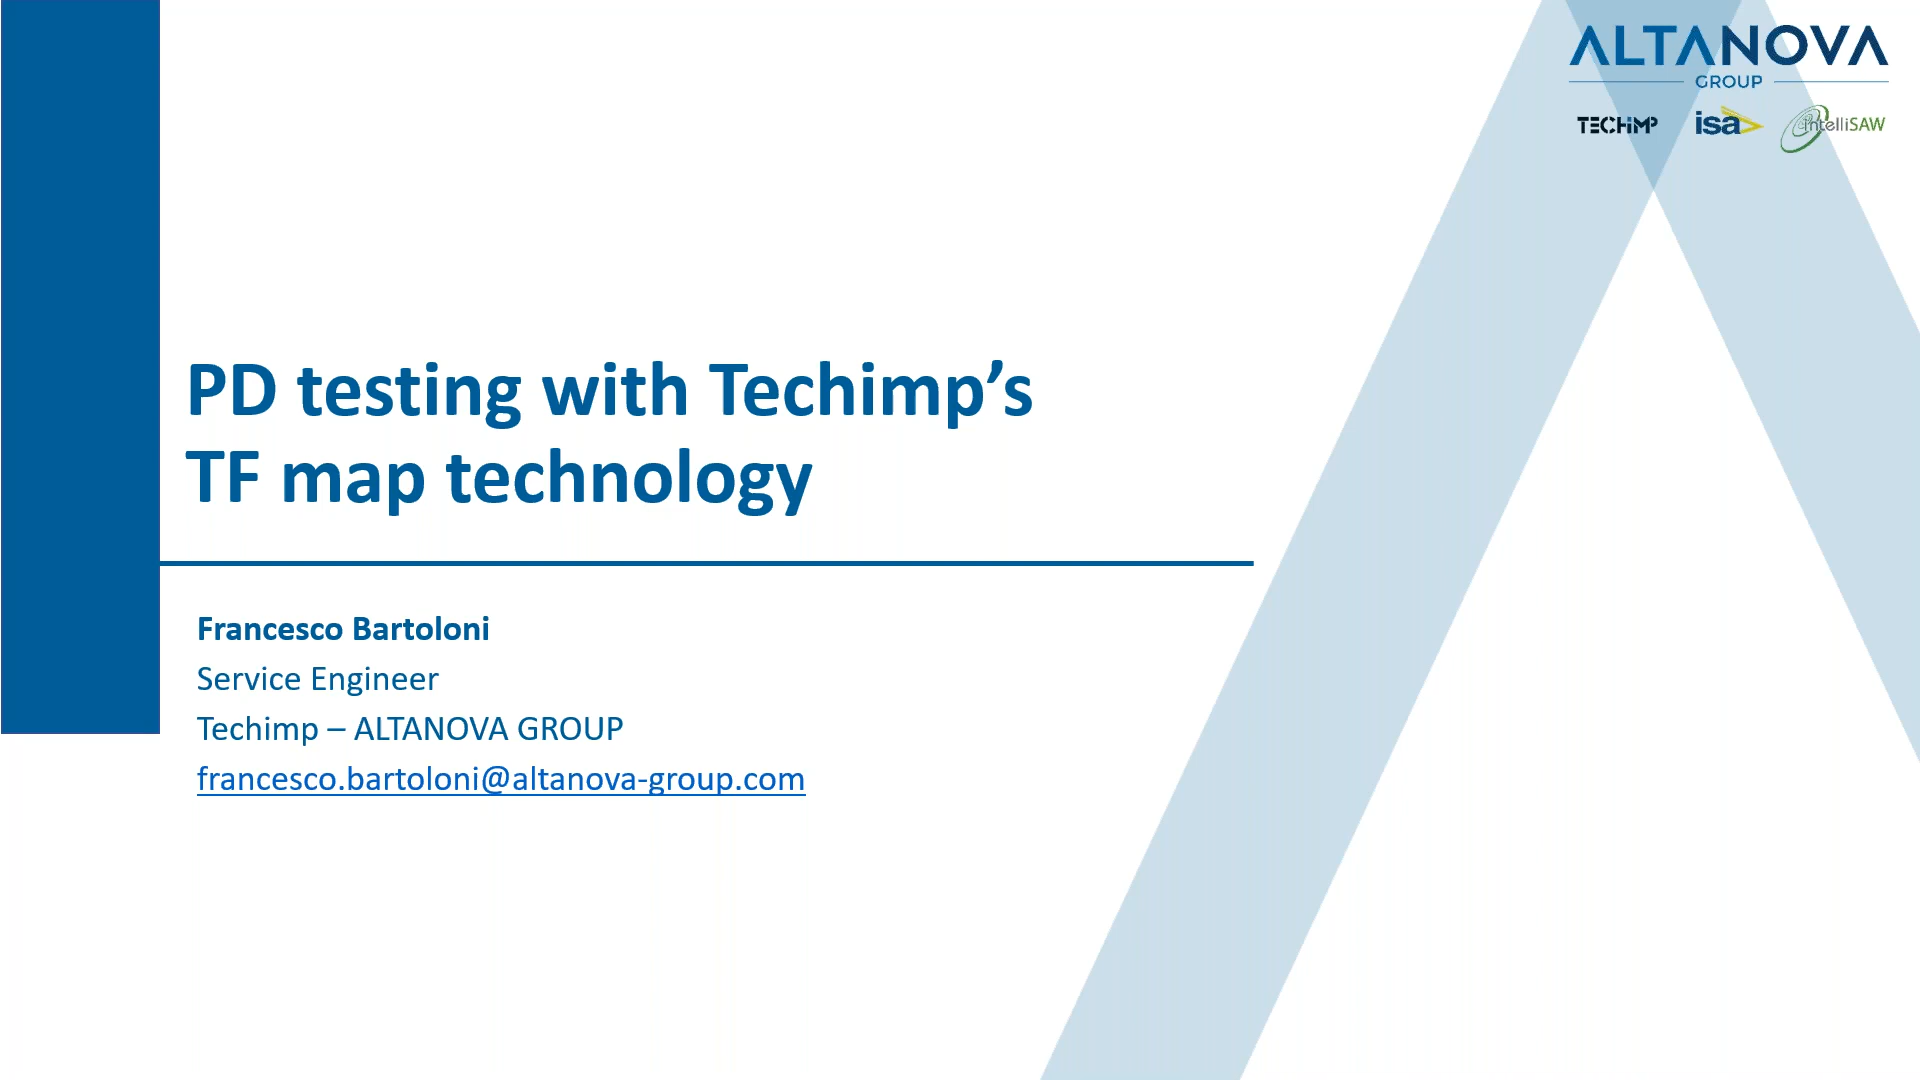 ALTANOVA
GROUP
TECHIMP isa intelliSAW
PD testing with Techimp’s
TF map technology
Francesco Bartoloni
Service Engineer
Techimp – ALTANOVA GROUP
francesco.bartoloni@altanova-group.com